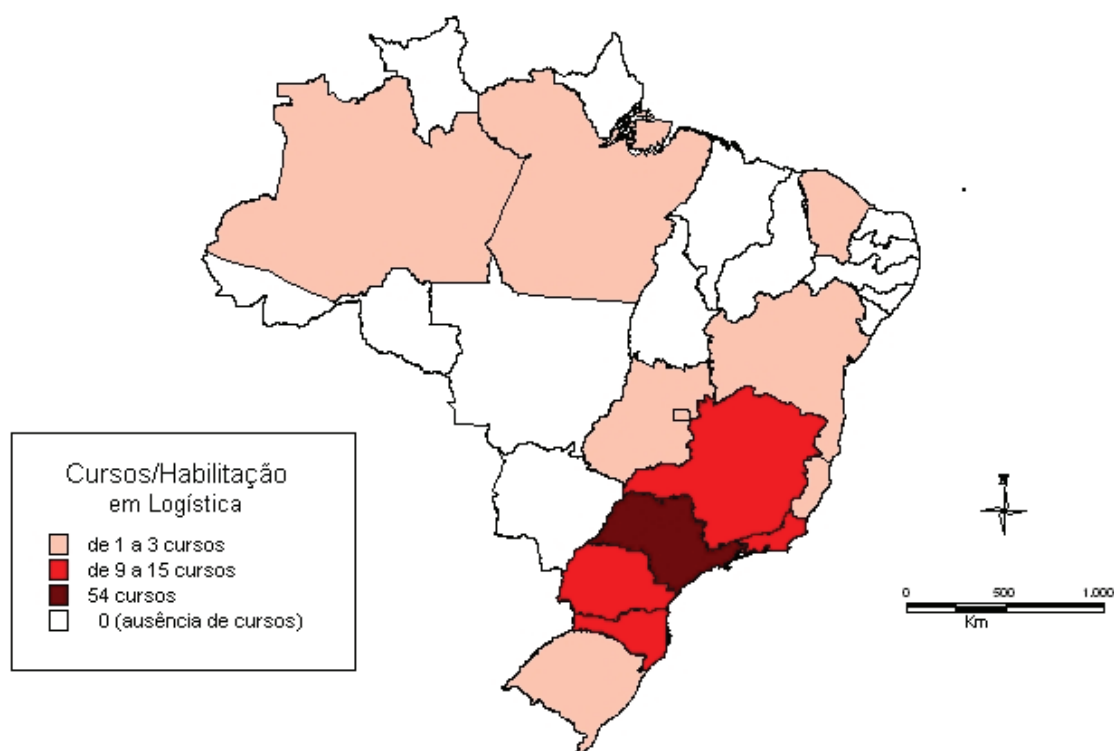 Cursos/Habilitação
em Logística
de 1 a 3 cursos
de 9 a 15 cursos
54 cursos
0 (ausência de cursos)
0 500 1.000
Km